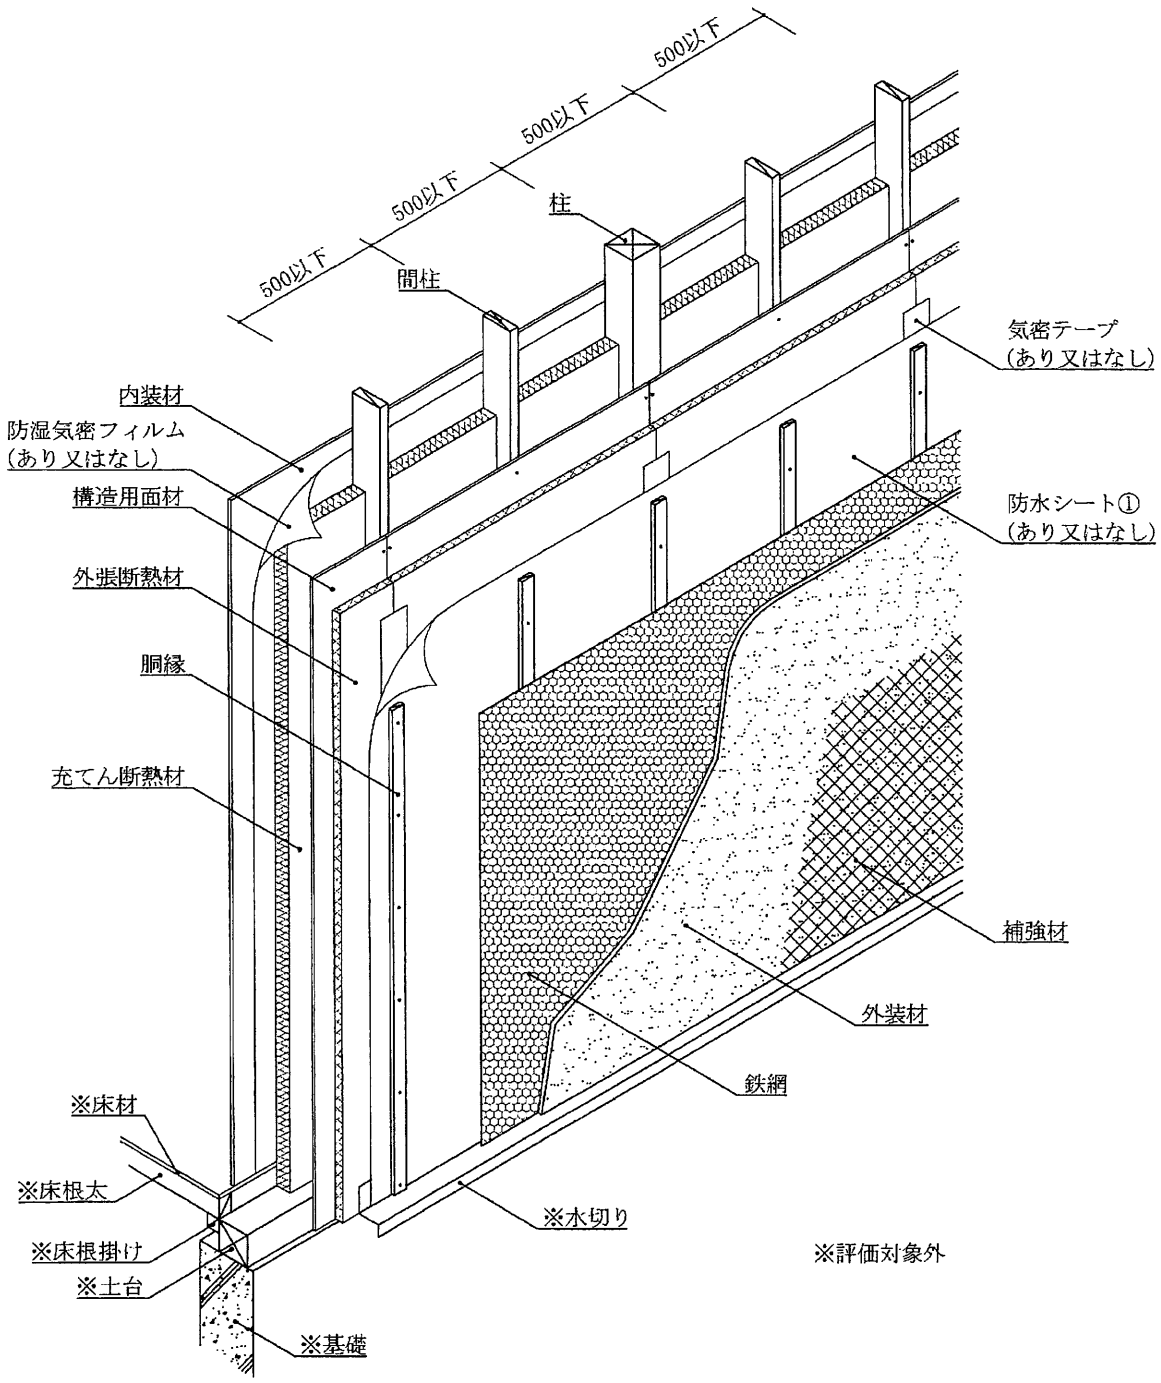 500以下
500以下
500以下
500以下
柱
間柱
内装材
防湿気密フィルム
(あり又はなし)
構造用面材
外張断熱材
胴縁
充てん断熱材
気密テープ
(あり又はなし)
防水シート①
(あり又はなし)
補強材
外装材
鉄網
※水切り
※床材
※床根太
※床根掛け
※土台
※基礎
※評価対象外